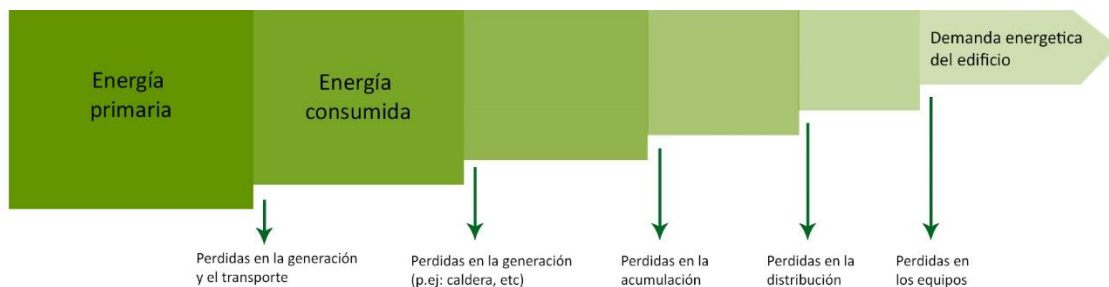 Energía
primaria
Energía
consumida
Demanda energetica
del edificio
Perdidas en la generación
y el transporte
Perdidas en la generación
(p.ej: caldera, etc)
Perdidas en la
acumulación
Perdidas en la
distribución
Perdidas en
los equipos